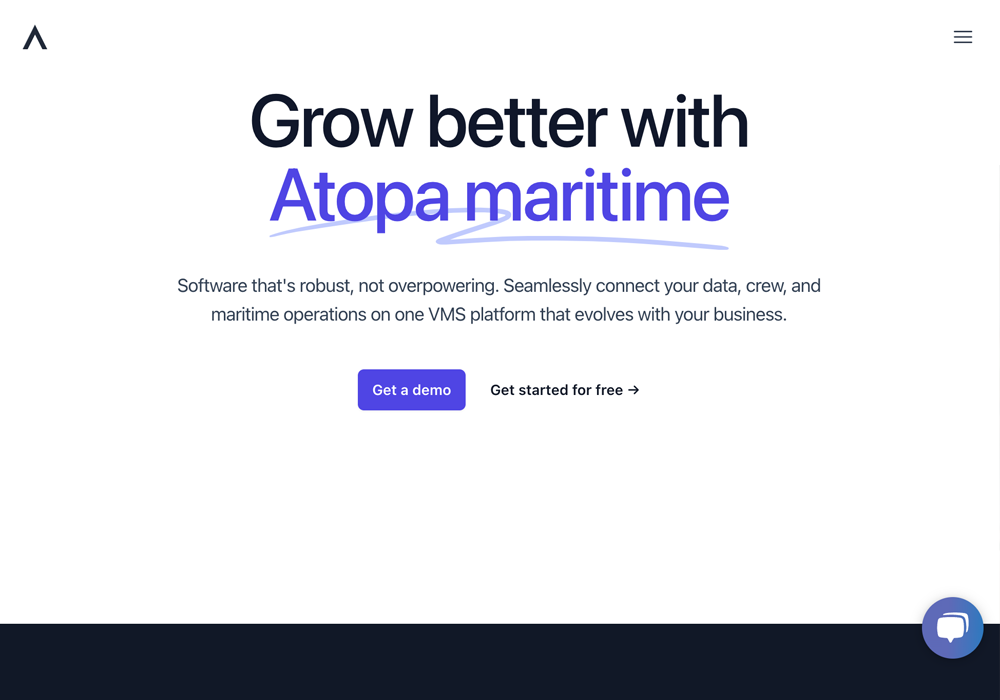 Grow better with
Atopa maritime
Software that's robust, not overpowering. Seamlessly connect your data, crew, and
maritime operations on one VMS platform that evolves with your business.
Get a demo
Get started for free →